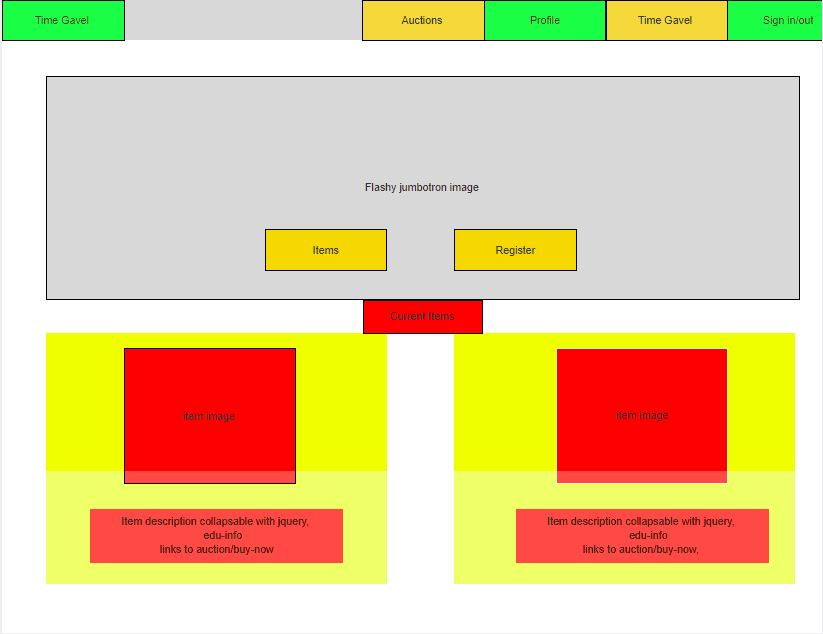 Time Gavel
Auctions
Profile
Time Gavel
Sign in/out
Flashy jumbotron image
Items
Register
Current Items
item image
item image
Item description collapsable with jquery,
edu-info
links to auction/buy-now
Item description collapsable with jquery,
edu-info
links to auction/buy-now,